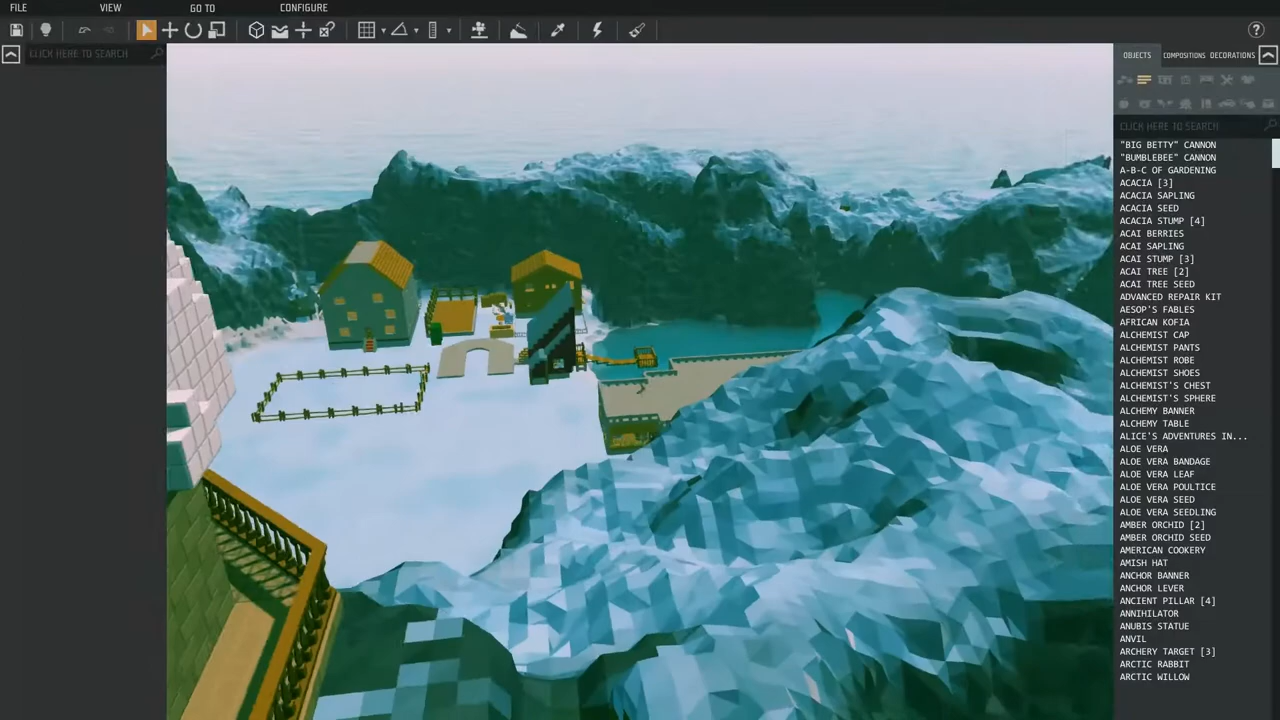 FILE VIEW GO TO CONFIGURE
CLICK HERE TO SEARCH
OBJECTS COMPOSITIONS DECORATIONS
CLICK HERE TO SEARCH
"BIG BETTY" CANNON
"BUMBLEBEE" CANNON
A-B-C OF GARDENING
ACACIA [3]
ACACIA SAPLING
ACACIA SEED
ACACIA STUMP [4]
ACAI BERRIES
ACAI SAPLING
ACAI STUMP [3]
ACAI TREE [2]
ACAI TREE SEED
ADVANCED REPAIR KIT
AESOP'S FABLES
AFRICAN KOFIA
ALCHEMIST CAP
ALCHEMIST PANTS
ALCHEMIST ROBE
ALCHEMIST SHOES
ALCHEMIST'S CHEST
ALCHEMIST'S SPHERE
ALCHEMY BANNER
ALCHEMY TABLE
ALICE'S ADVENTURES IN...
ALOE VERA
ALOE VERA BANDAGE
ALOE VERA LEAF
ALOE VERA POULTICE
ALOE VERA SEED
ALOE VERA SEEDLING
AMBER ORCHID [2]
AMBER ORCHID SEED
AMERICAN COOKERY
AMISH HAT
ANCHOR BANNER
ANCHOR LEVER
ANCIENT PILLAR [4]
ANNIHILATOR
ANUBIS STATUE
ANVIL
ARCHERY TARGET [3]
ARCTIC RABBIT
ARCTIC WILLOW